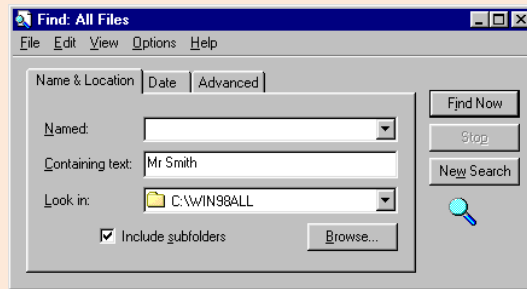 Find: All Files
File Edit View Options Help
Name & Location Date Advanced
Named:
Containing text: Mr Smith
Look in: C:\WIN98ALL
Include subfolders Browse...
Find Now
Stop
New Search